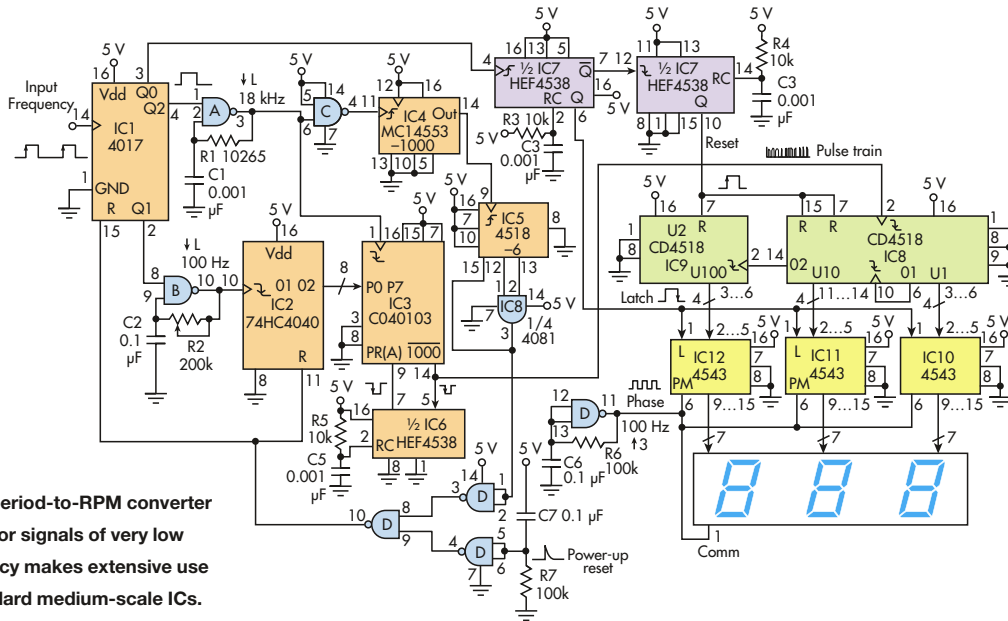 5 V
16
Vdd
3
Q0
Q2
4
Input
Frequency
14
IC1
4017
1
GND
R
Q1
15
2
1
2
A
3
↓L
18 kHz
R1 10265
C1
0.001
µF
5 V
14
5
6
C
4
7
11
5 V
12
16
IC4
MC14553
–1000
Out
14
13
10
5
5 V
16
13
5
4
½ IC7
HEF4538
Q̅
RC
Q
7
16
5 V
2
6
5 V
R3 10k
C3
0.001
µF
5 V
11
13
12
½ IC7
HEF4538
RC
14
Q
8
11
15
10
5 V
R4
10k
C3
0.001
µF
Reset
Pulse train
↓L
100 Hz
8
9
B
10
10
C2
0.1
µF
R2
200k
5 V
16
Vdd
01 02
IC2
74HC4040
R
8
11
8
5 V
1
16
15
7
P0 P7
IC3
C040103
3
8
PR(A)
1000
9
14
5 V
16
7
10
9
IC5
4518
–6
8
15
12
13
1
2
IC8
14
5 V
7
3
1/4
4081
5 V
16
7
R
1
8
U2
CD4518
IC9
U100
2
14
3...6
15
7
R
R
2
5 V
16
CD4518
IC8
02
U10
01
U1
1
8
9
4
11...14
10
6
4
3...6
Latch
4
1
2...5
L
IC12
4543
PM
5 V
16
7
8
6
9...15
1
2...5
L
IC11
4543
PM
5 V
16
7
8
6
9...15
1
2...5
IC10
4543
5 V
16
7
8
6
9...15
7
7
7
R5
10k
5 V
16
7
5
2
RC
½ IC6
HEF4538
8
1
C5
0.001
µF
12
13
D
11
Phase
100 Hz
↑3
R6
100k
C6
0.1 µF
10
D
8
9
3
14
D
1
2
5 V
4
D
5
6
7
C7 0.1 µF
Power-up
reset
R7
100k
8 8 8
1
Comm
eriod-to-RPM converter
or signals of very low
cy makes extensive use
dard medium-scale ICs.